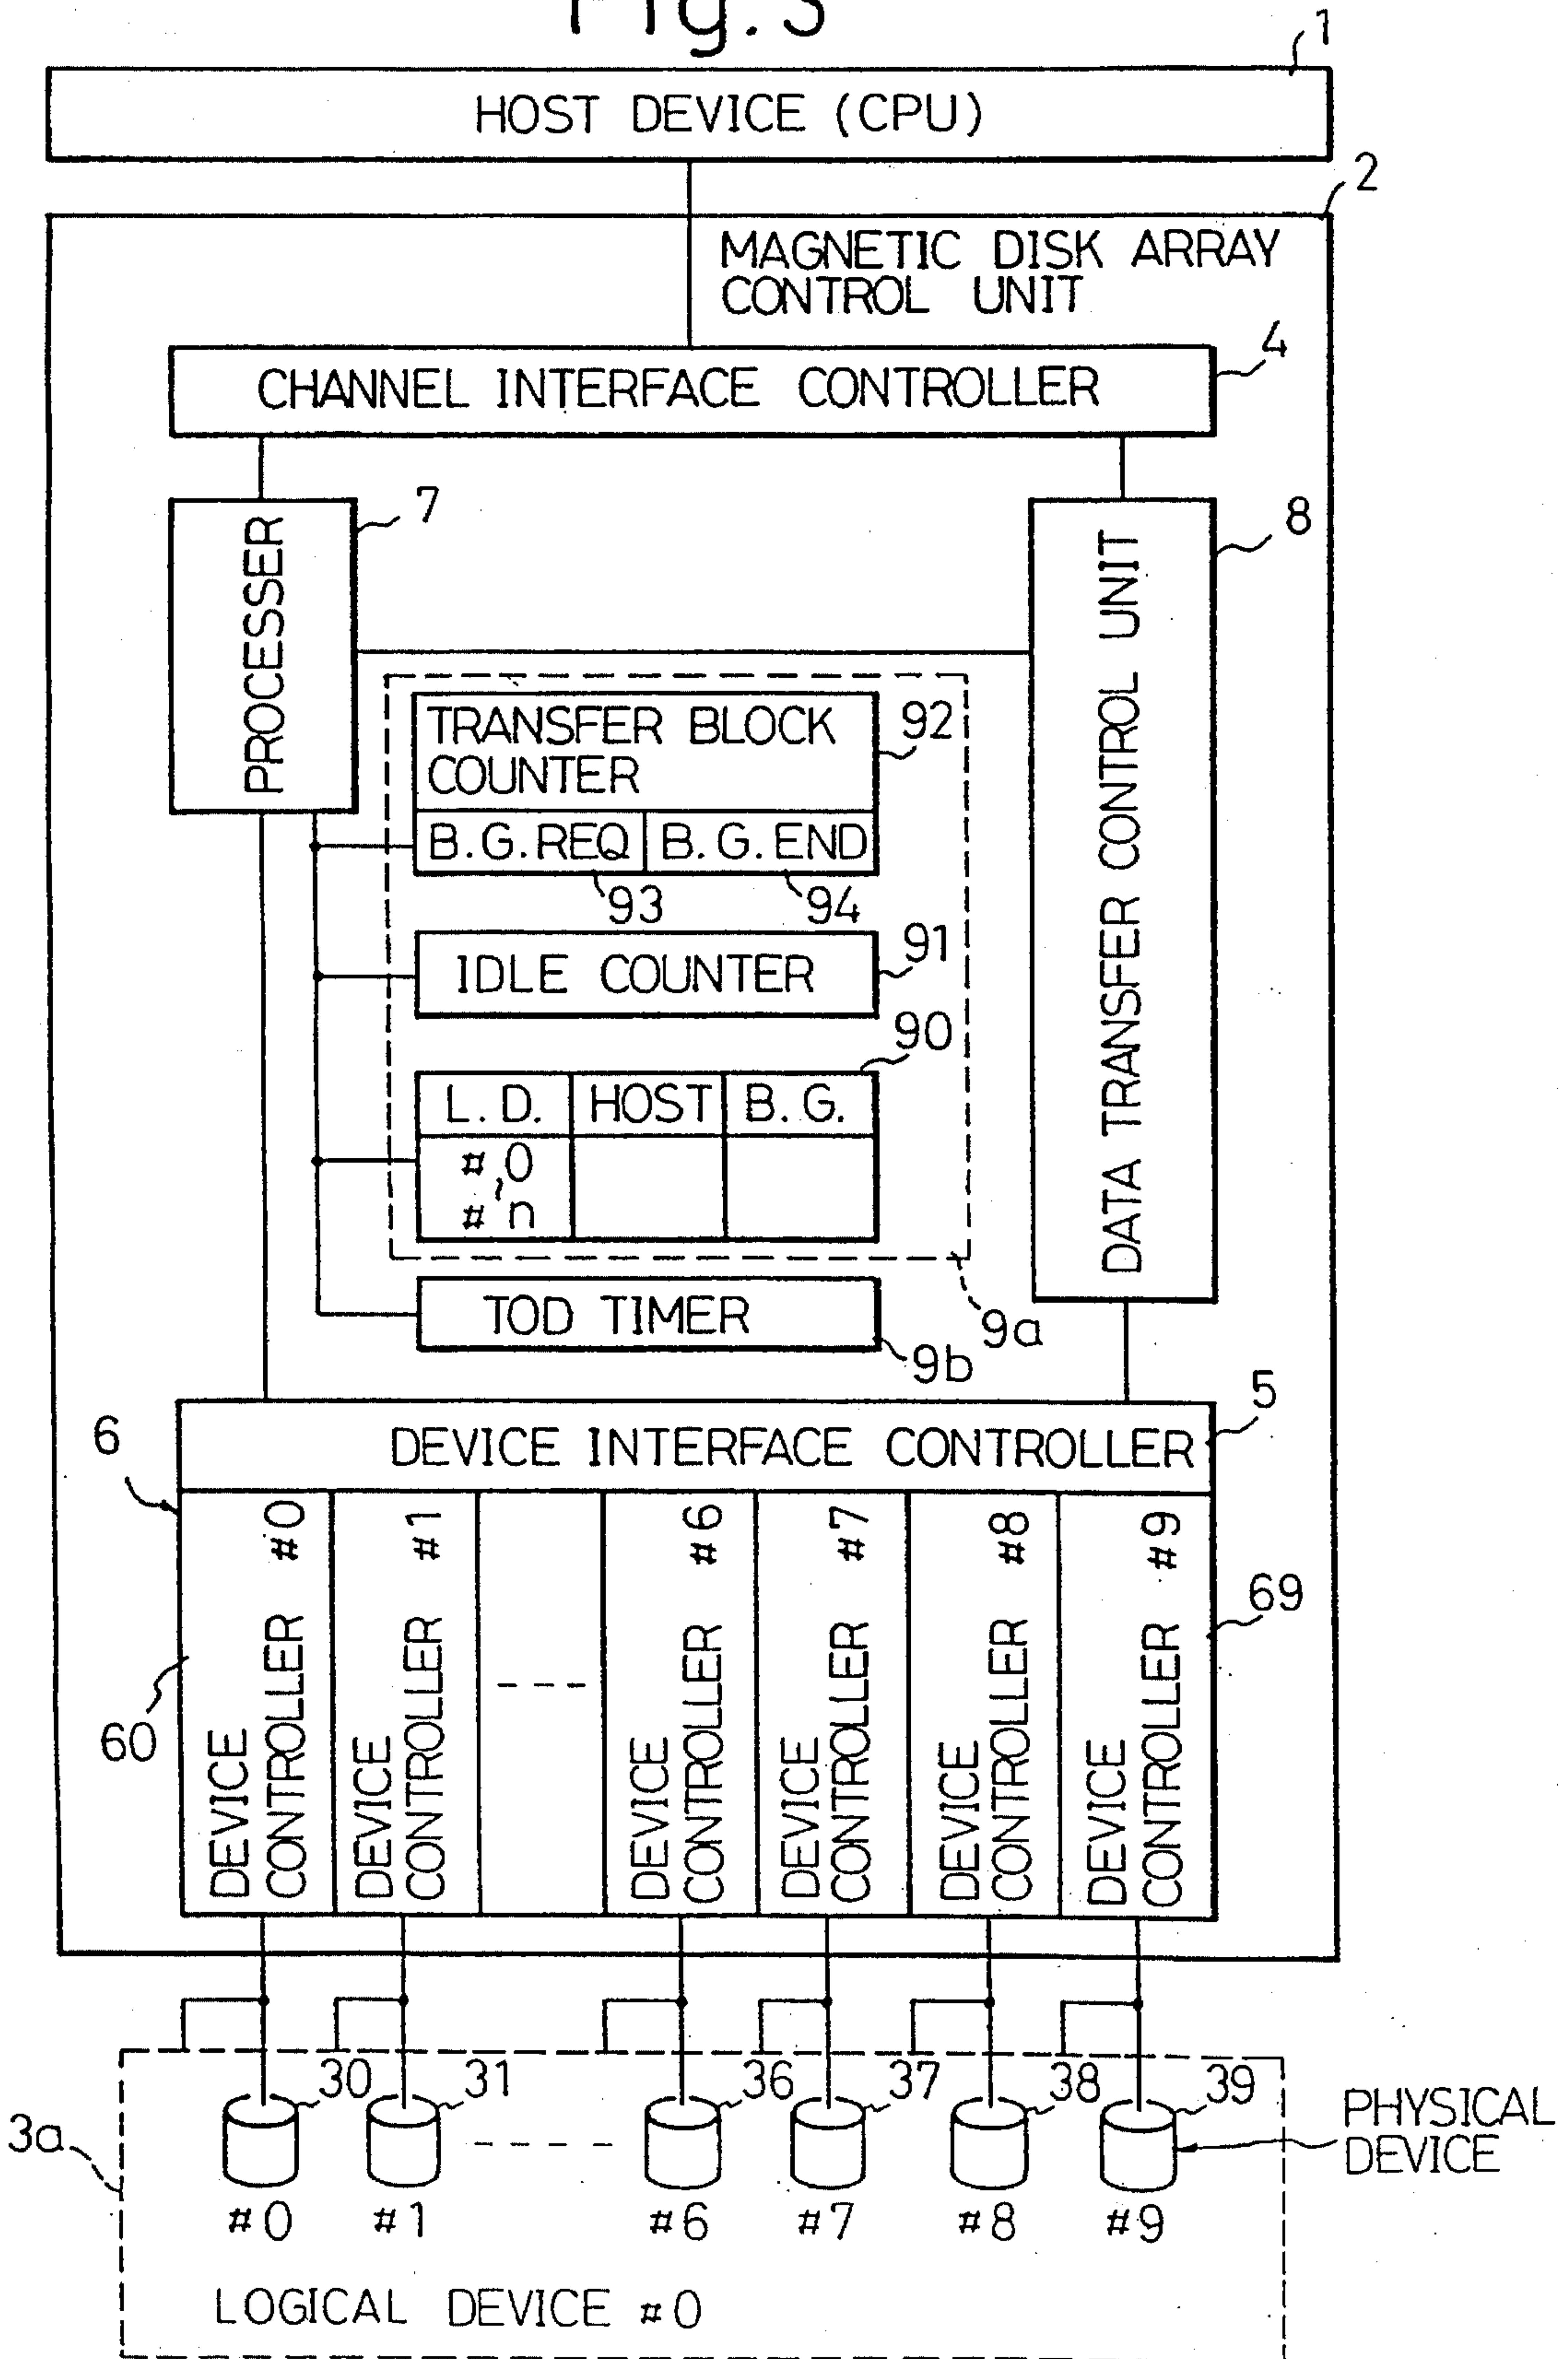 Fig. 3
1
HOST DEVICE (CPU)
2
MAGNETIC DISK ARRAY
CONTROL UNIT
4
CHANNEL INTERFACE CONTROLLER
7
8
PROCESSER
DATA TRANSFER CONTROL UNIT
TRANSFER BLOCK
COUNTER
92
B.G.REQ B.G.END
93 94
91
IDLE COUNTER
90
L.D. HOST B.G.
#0
~
#n
TOD TIMER
9a
9b
5
6
DEVICE INTERFACE CONTROLLER
DEVICE
CONTROLLER #0
DEVICE
CONTROLLER #1
DEVICE
CONTROLLER #6
DEVICE
CONTROLLER #7
DEVICE
CONTROLLER #8
DEVICE
CONTROLLER #9
69
60
30 31 36 37 38 39
3a
PHYSICAL
DEVICE
#0 #1 #6 #7 #8 #9
LOGICAL DEVICE #0